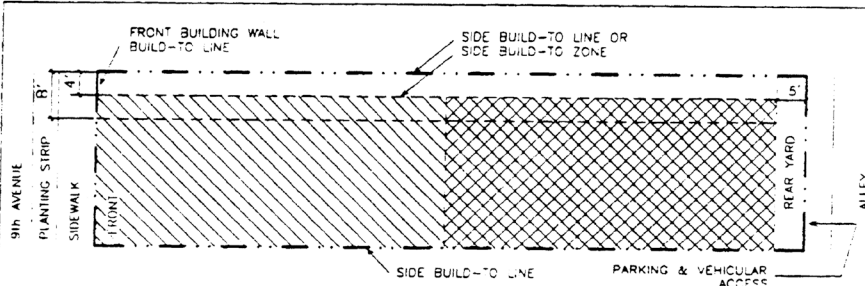 FRONT BUILDING WALL
BUILD-TO LINE
SIDE BUILD-TO LINE OR
SIDE BUILD-TO ZONE
8'
4'
5'
9th AVENUE
PLANTING STRIP
SIDEWALK
FRONT
REAR YARD
ALLEY
SIDE BUILD-TO LINE
PARKING & VEHICULAR
ACCESS